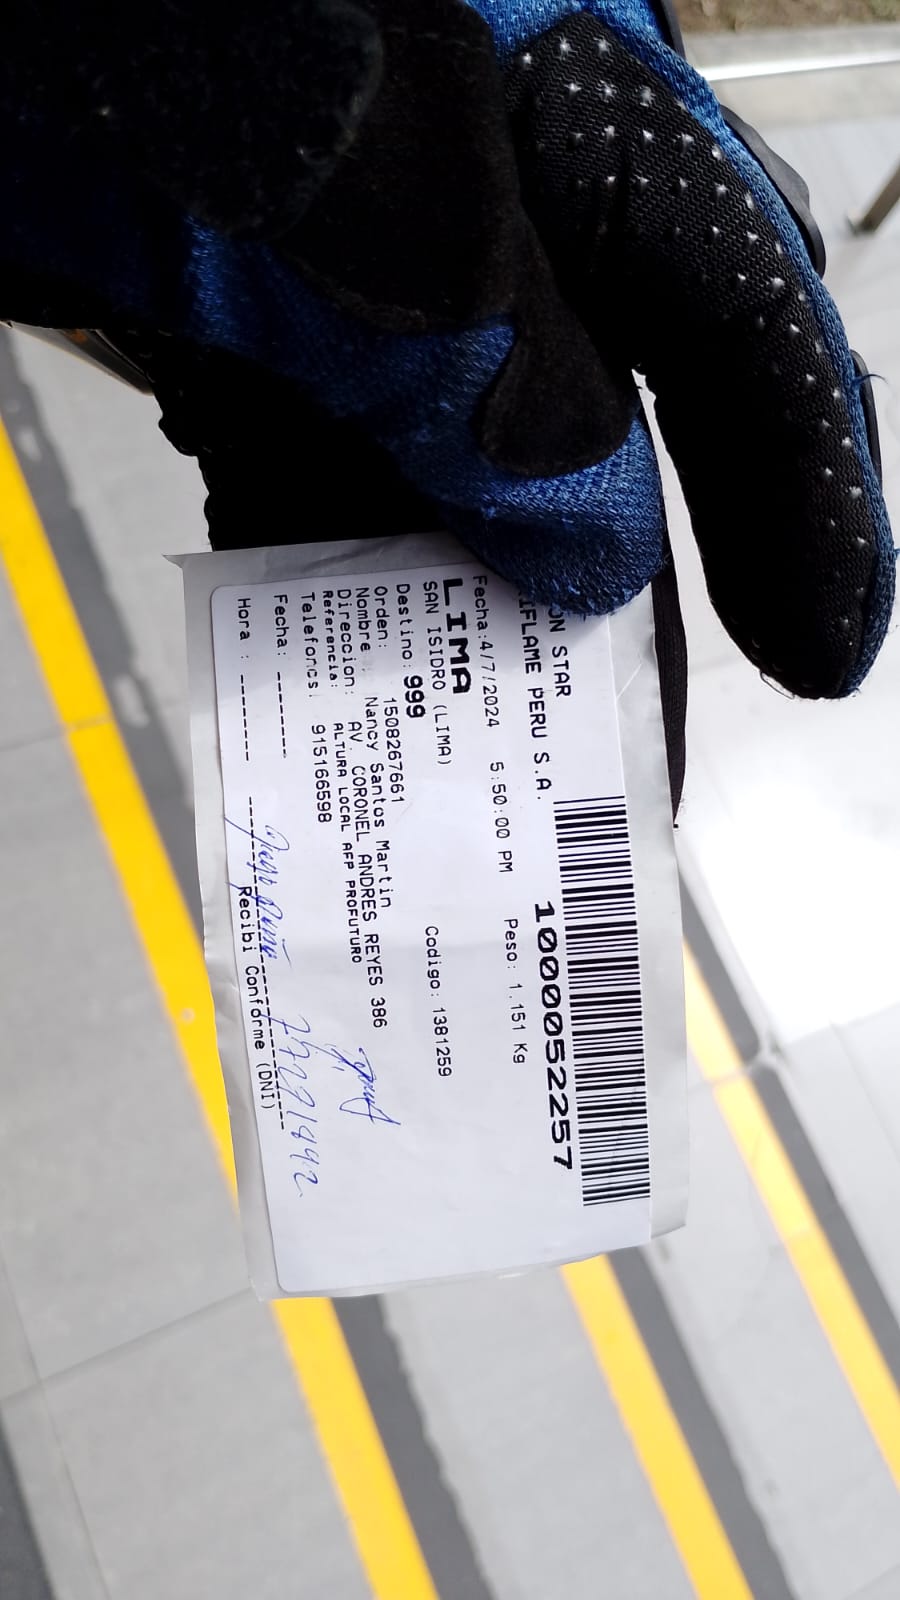 ON STAR
IFLAME PERU S.A.
1000052257
Fecha:4/7/2024 5:50:00 PM Peso: 1.151 Kg
LIMA
SAN ISIDRO (LIMA) Codigo: 1381259
Destino: 999
Orden: 1508267661
Nombre : Nancy Santos Martin
Direccion: AV. CORONEL ANDRES REYES 386
Referencia: ALTURA LOCAL AFP PROFUTURO
Telefonos: 915166598
Fecha: -------
Hora : --------
Recibi Conforme (DNI)